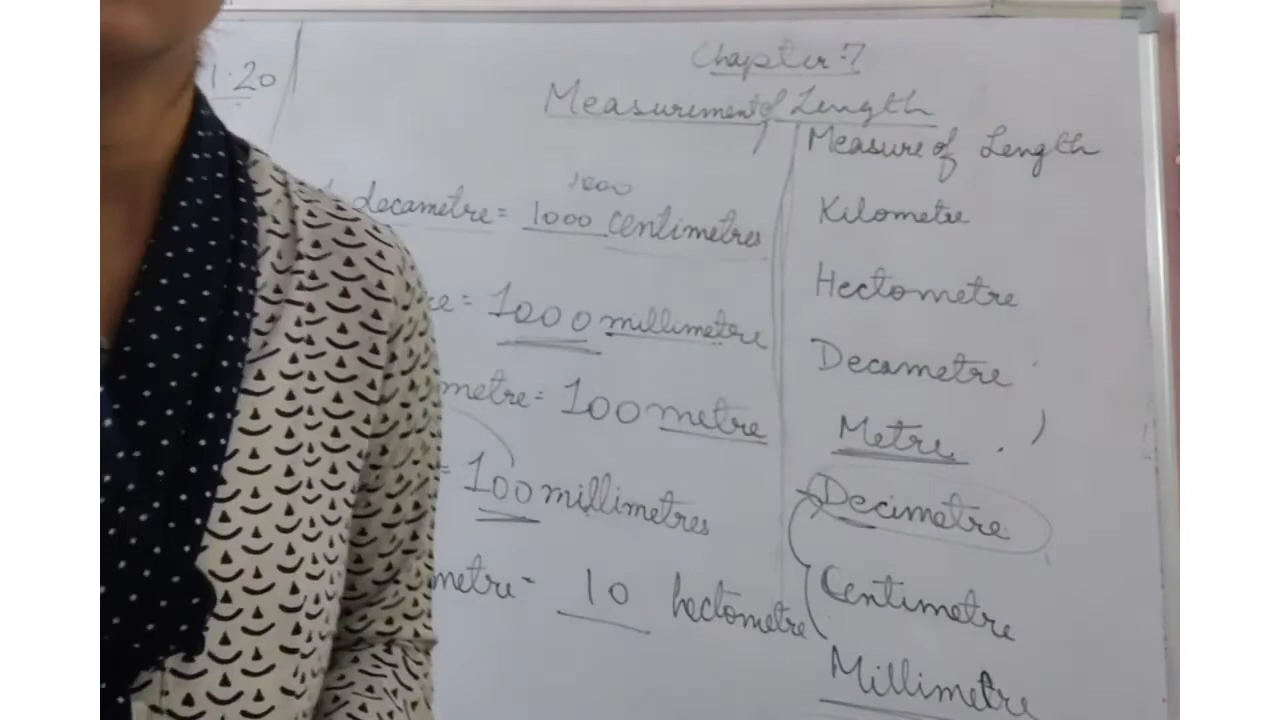 1.20
Chapter:7
Measurement of Length
Measure of Length
1000
decametre = 1000 centimetres
= 1000 millimetre
metre = 100 metre
= 100 millimetres
metre = 10 hectometre
Kilometre
Hectometre
Decametre
Metre
Decimetre
Centimetre
Millimetre